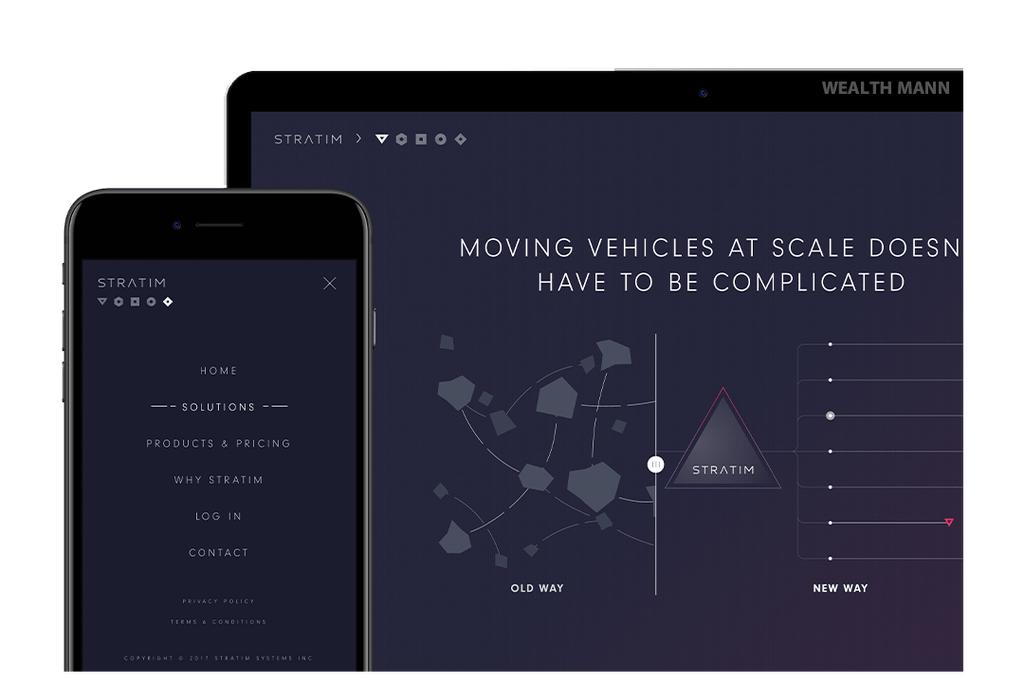 WEALTH MANN
STRATIM
MOVING VEHICLES AT SCALE DOESN
HAVE TO BE COMPLICATED
STRATIM
OLD WAY
NEW WAY
STRATIM
HOME
SOLUTIONS
PRODUCTS & PRICING
WHY STRATIM
LOG IN
CONTACT
PRIVACY POLICY
TERMS & CONDITIONS
COPYRIGHT © 2017 STRATIM SYSTEMS INC